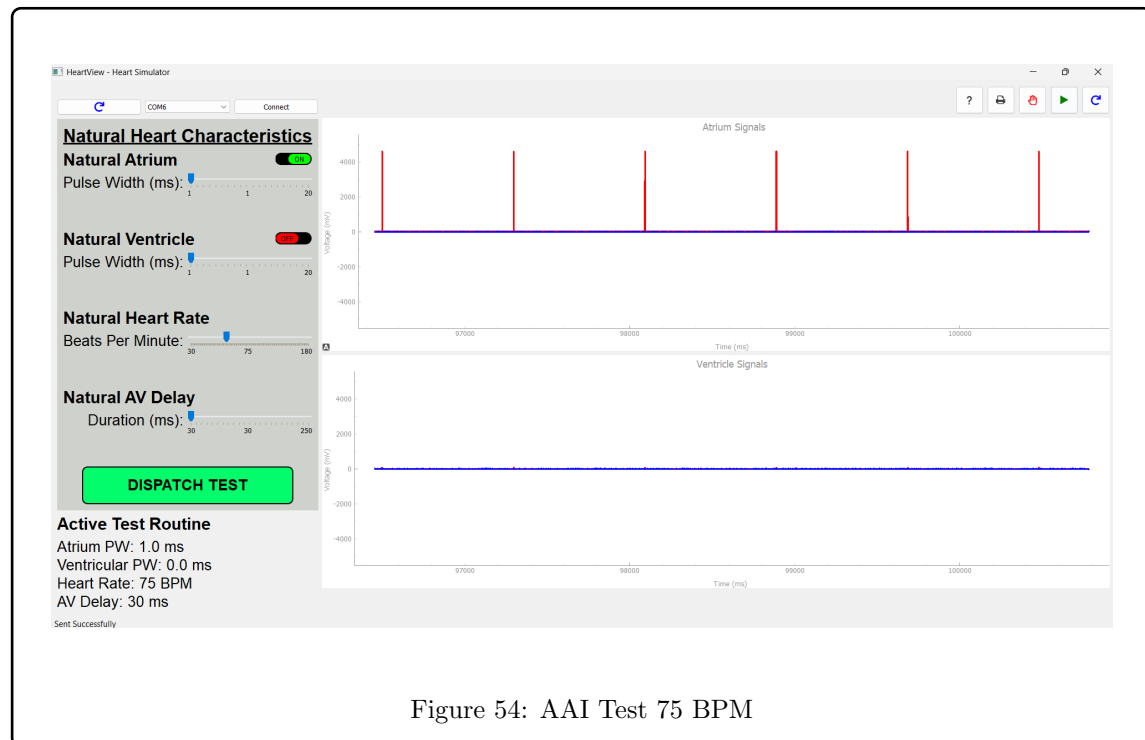 HeartView - Heart Simulator
COM6
Connect
?
Natural Heart Characteristics
Natural Atrium
ON
Pulse Width (ms):
1 1 20
Natural Ventricle
OFF
Pulse Width (ms):
1 1 20
Natural Heart Rate
Beats Per Minute:
30 75 180
Natural AV Delay
Duration (ms):
30 30 250
DISPATCH TEST
Active Test Routine
Atrium PW: 1.0 ms
Ventricular PW: 0.0 ms
Heart Rate: 75 BPM
AV Delay: 30 ms
Sent Successfully
Atrium Signals
Voltage (mV)
4000
2000
0
-2000
-4000
97000 98000 99000 100000
Time (ms)
A
Ventricle Signals
Voltage (mV)
4000
2000
0
-2000
-4000
97000 98000 99000 100000
Time (ms)
Figure 54: AAI Test 75 BPM